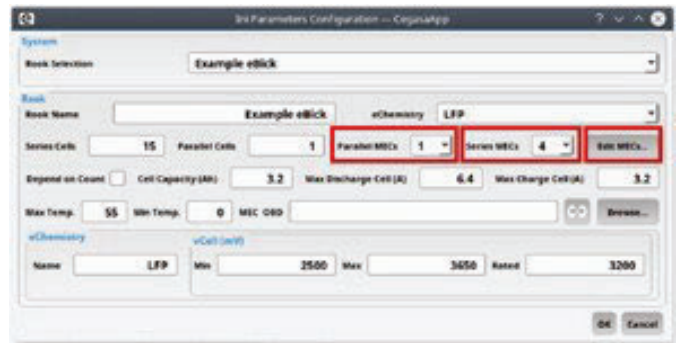 Ini Parameters Configuration — CegasaApp
System
Book Selection Example eBick
Book
Book Name Example eBick eChemistry LFP
Series Cells 15 Parallel Cells 1 Parallel MECs 1 Series MECs 4 Edit MECs...
Depend on Count Cell Capacity (Ah) 3.2 Max Discharge Cell (A) 6.4 Max Charge Cell (A) 3.2
Max Temp. 55 Min Temp. 0 MEC OBD Browse...
eChemistry
Name LFP
vCell (mV)
Min 2500 Max 3650 Rated 3200
OK Cancel